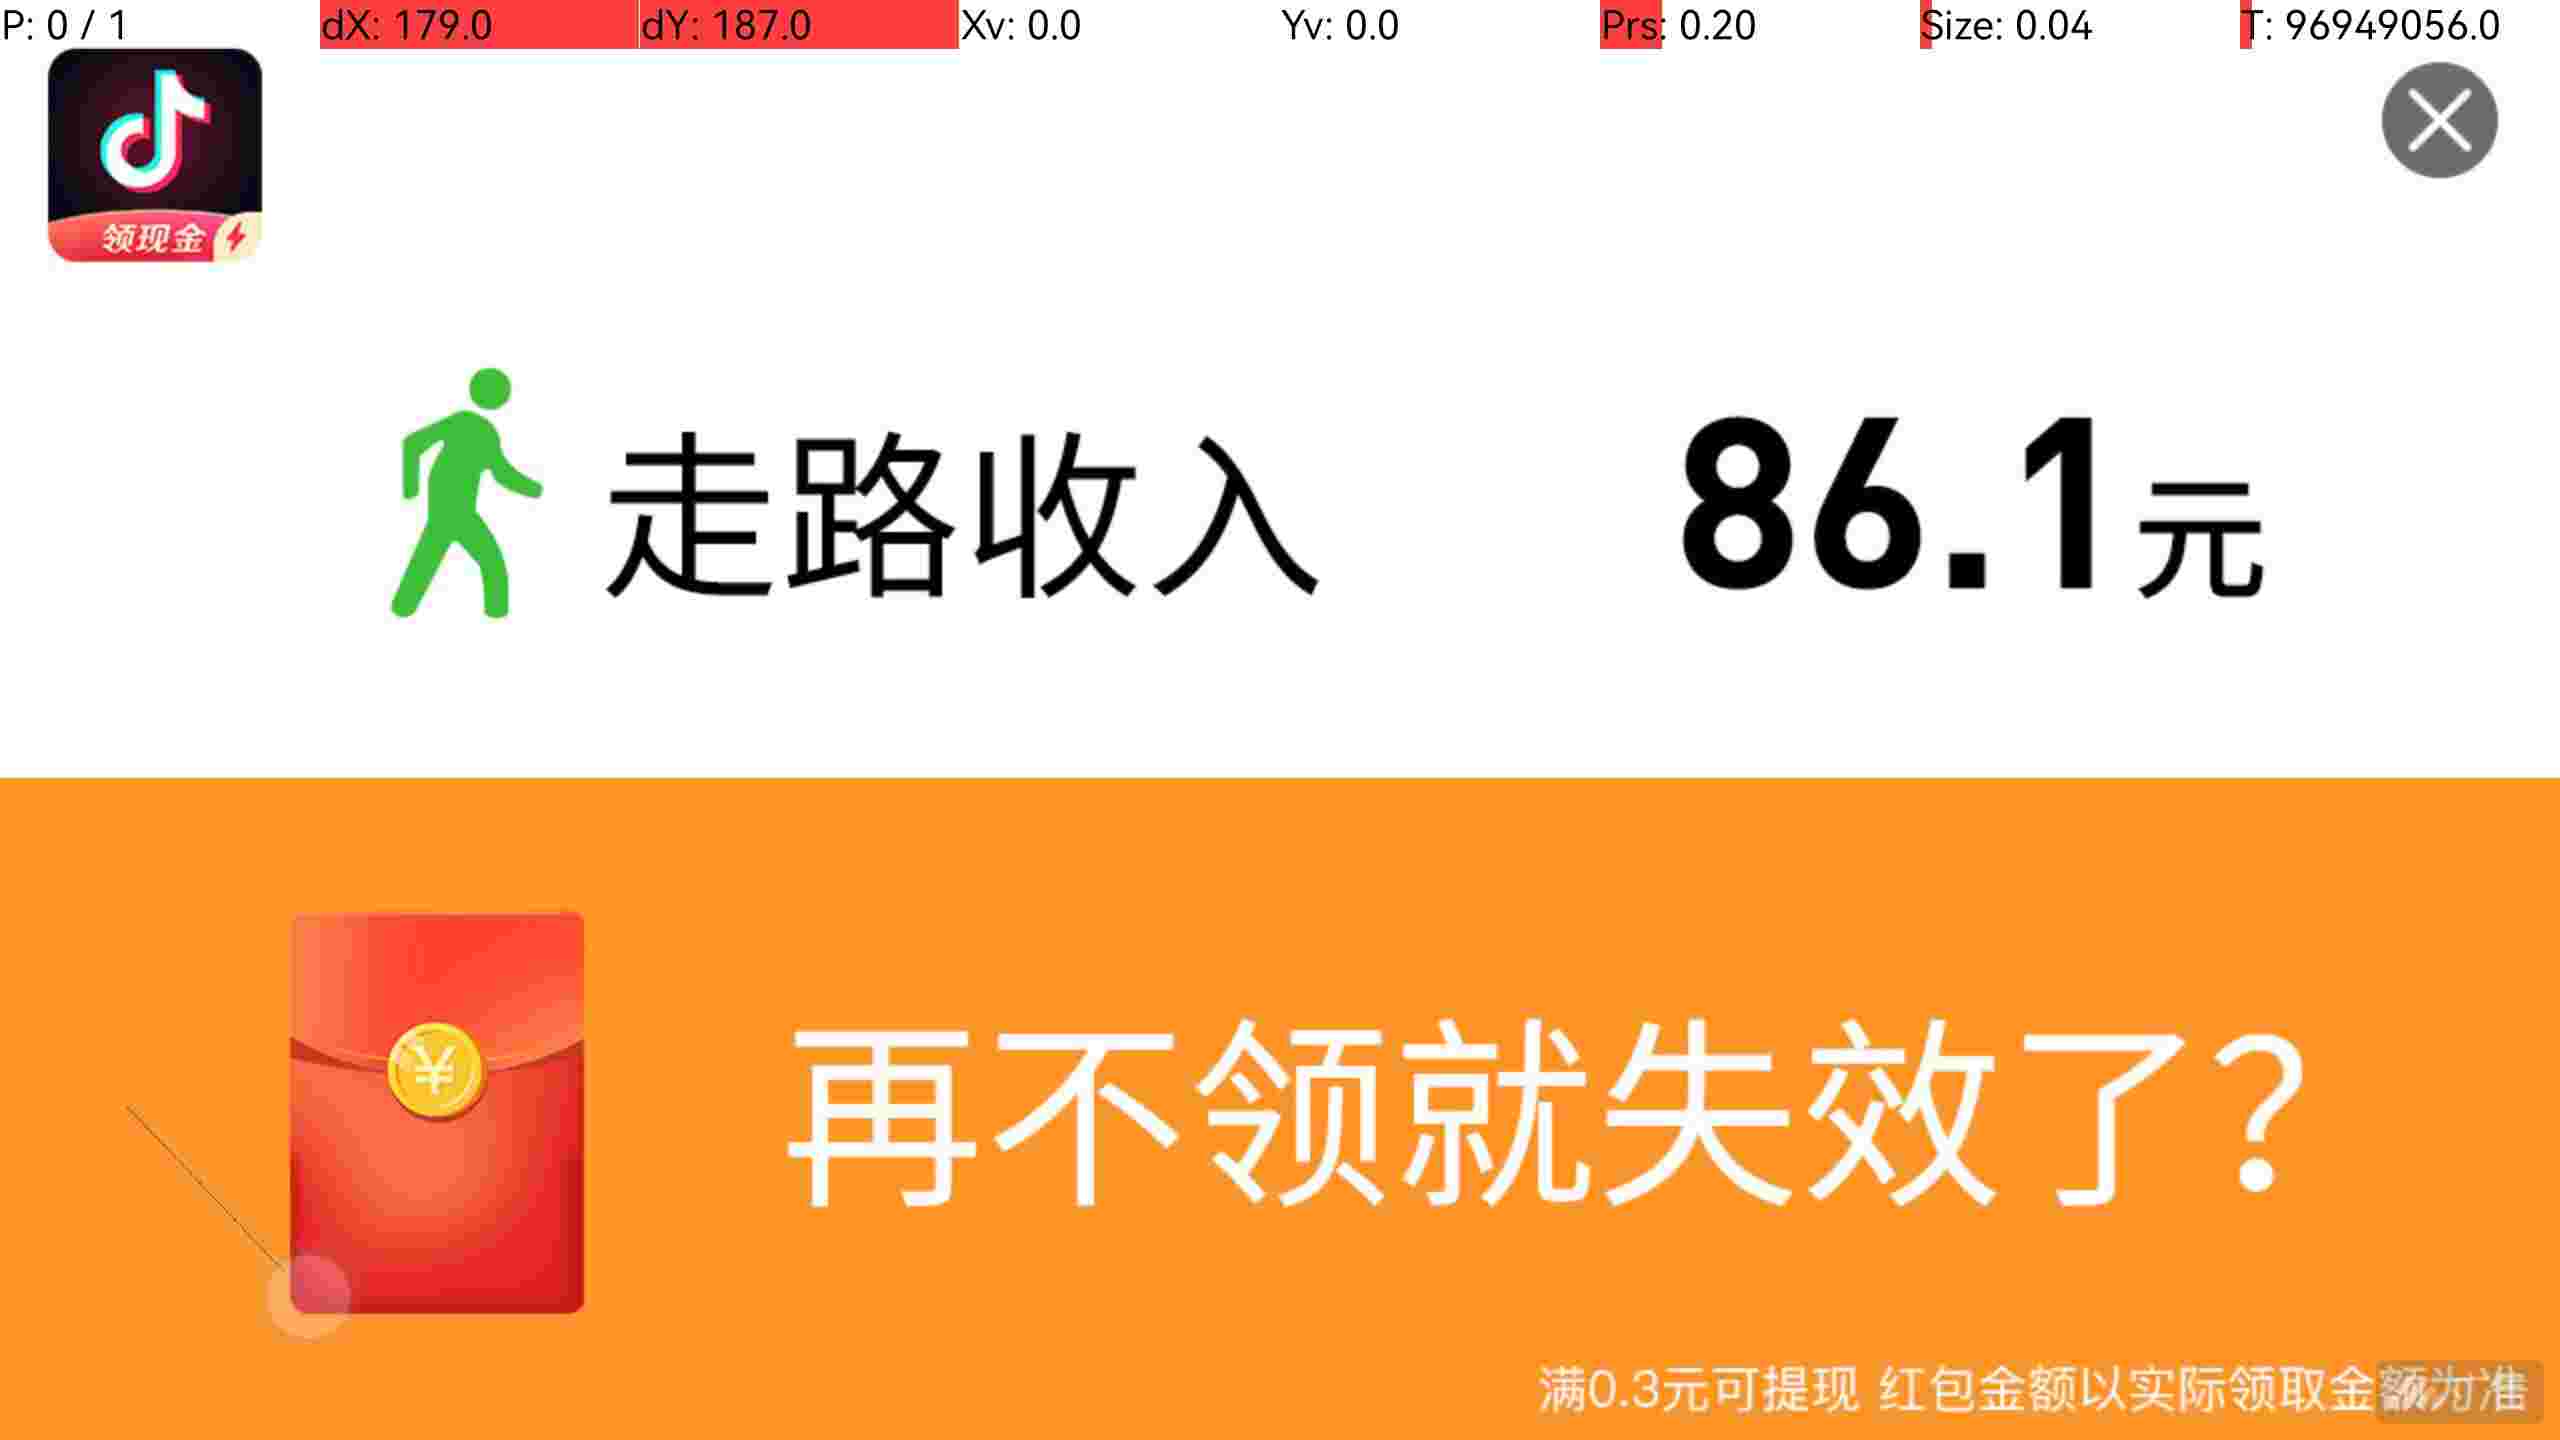 P: 0 / 1
dX: 179.0
dY: 187.0
Xv: 0.0
Yv: 0.0
Prs: 0.20
Size: 0.04
T: 96949056.0
领现金
走路收入
86.1元
¥
再不领就失效了?
满0.3元可提现 红包金额以实际领取金额为准